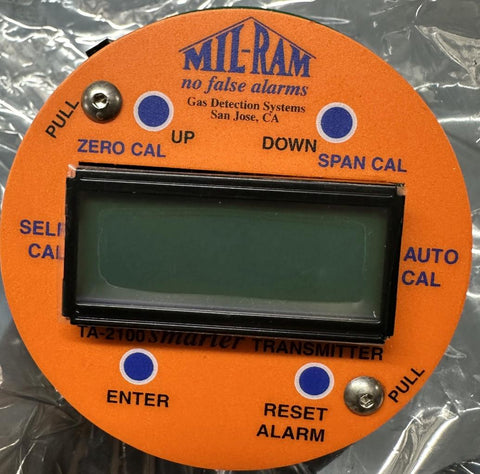 MIL-RAM
no false alarms
Gas Detection Systems
San Jose, CA
PULL
UP
DOWN
ZERO CAL
SPAN CAL
SELF
CAL
AUTO
CAL
TA-2100 smarter TRANSMITTER
ENTER
RESET
ALARM
PULL